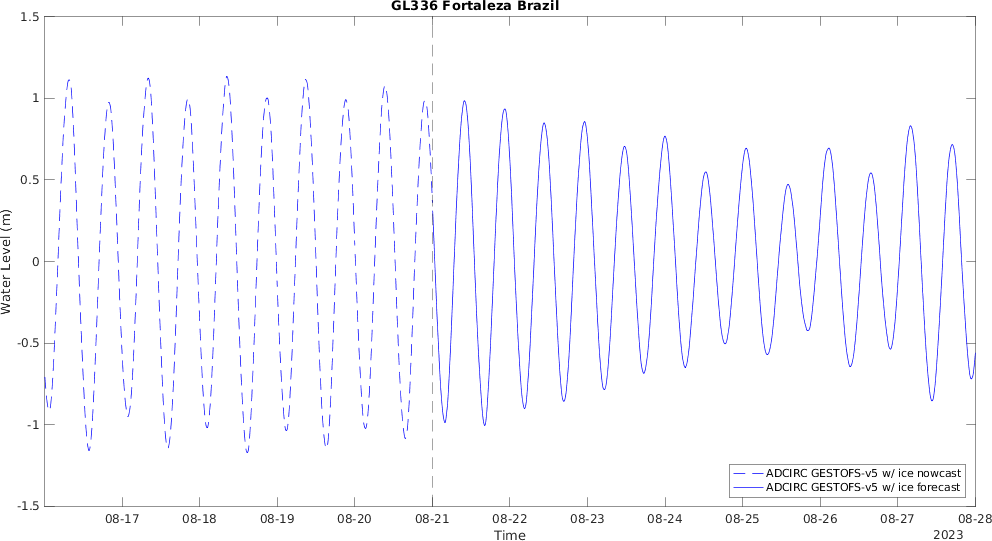 GL336 Fortaleza Brazil
1.5
1
0.5
0
-0.5
-1
-1.5
Water Level (m)
08-17 08-18 08-19 08-20 08-21 08-22 08-23 08-24 08-25 08-26 08-27 08-28
Time
2023
ADCIRC GESTOFS-v5 w/ ice nowcast
ADCIRC GESTOFS-v5 w/ ice forecast